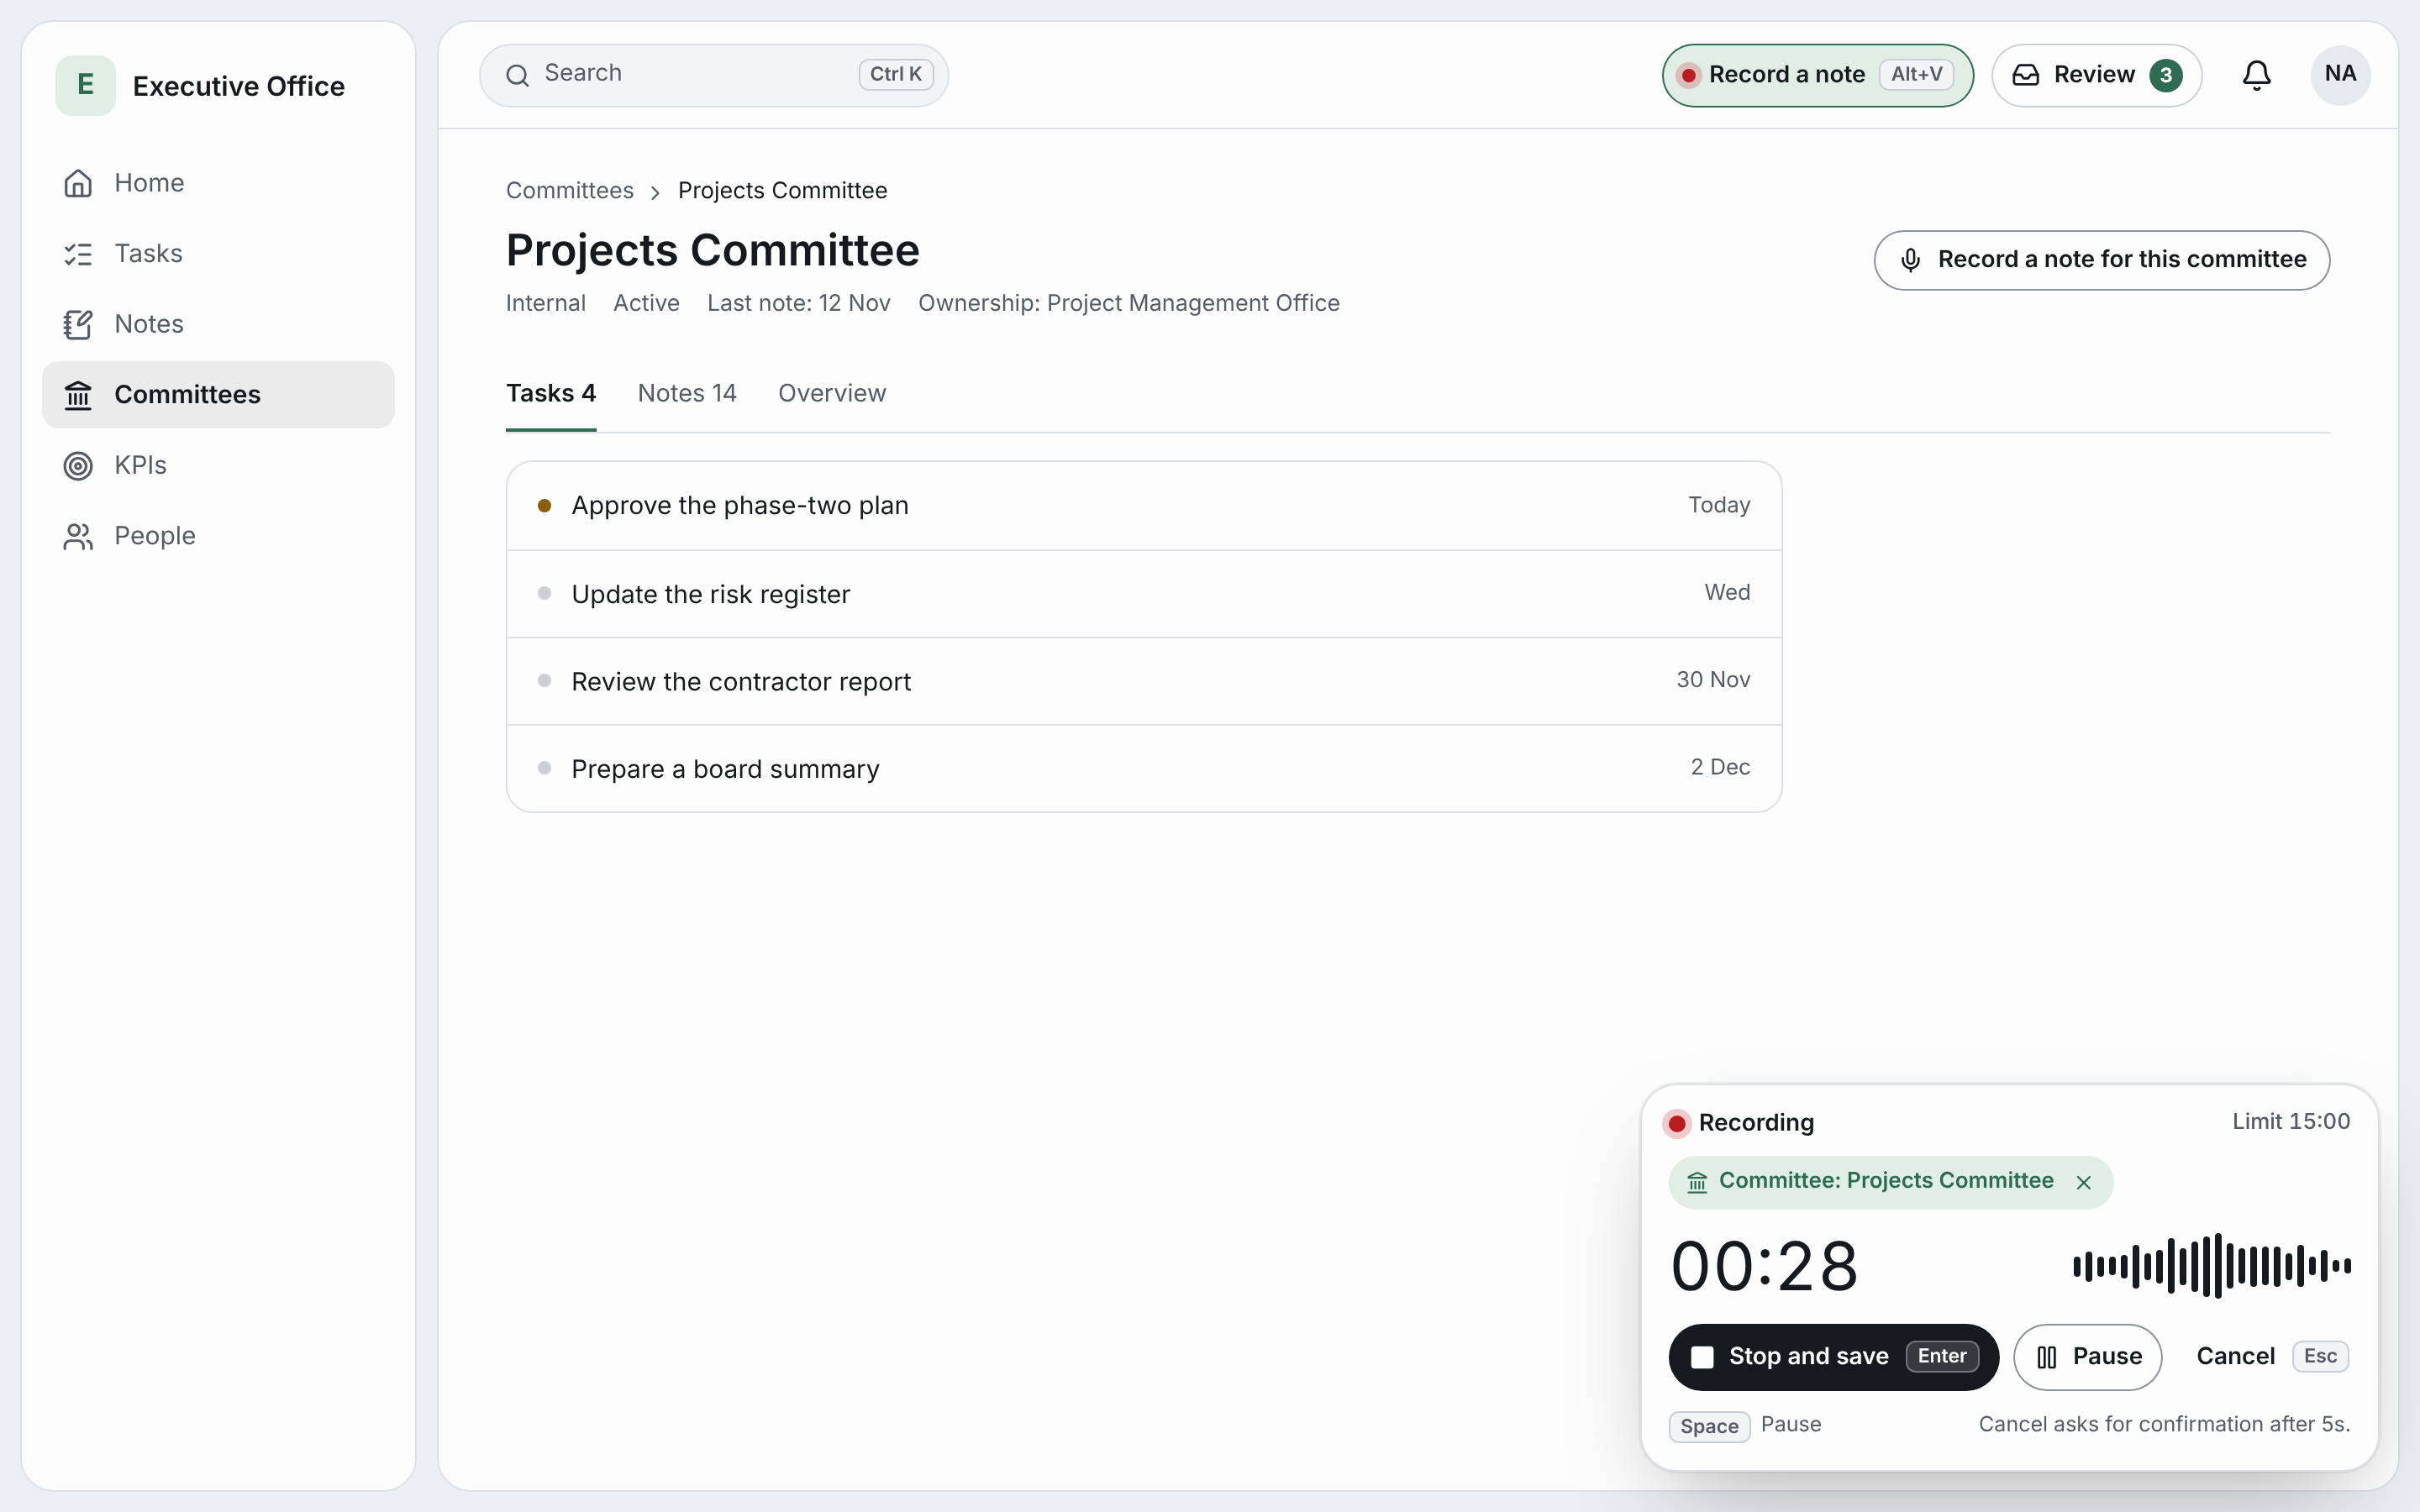 E Executive Office
Home
Tasks
Notes
Committees
KPIs
People
Search Ctrl K
Record a note Alt+V
Review 3
NA
Committees > Projects Committee
Projects Committee
Record a note for this committee
Internal Active Last note: 12 Nov Ownership: Project Management Office
Tasks 4 Notes 14 Overview
Approve the phase-two plan Today
Update the risk register Wed
Review the contractor report 30 Nov
Prepare a board summary 2 Dec
Recording Limit 15:00
Committee: Projects Committee
00:28
Stop and save Enter Pause Cancel Esc
Space Pause Cancel asks for confirmation after 5s.